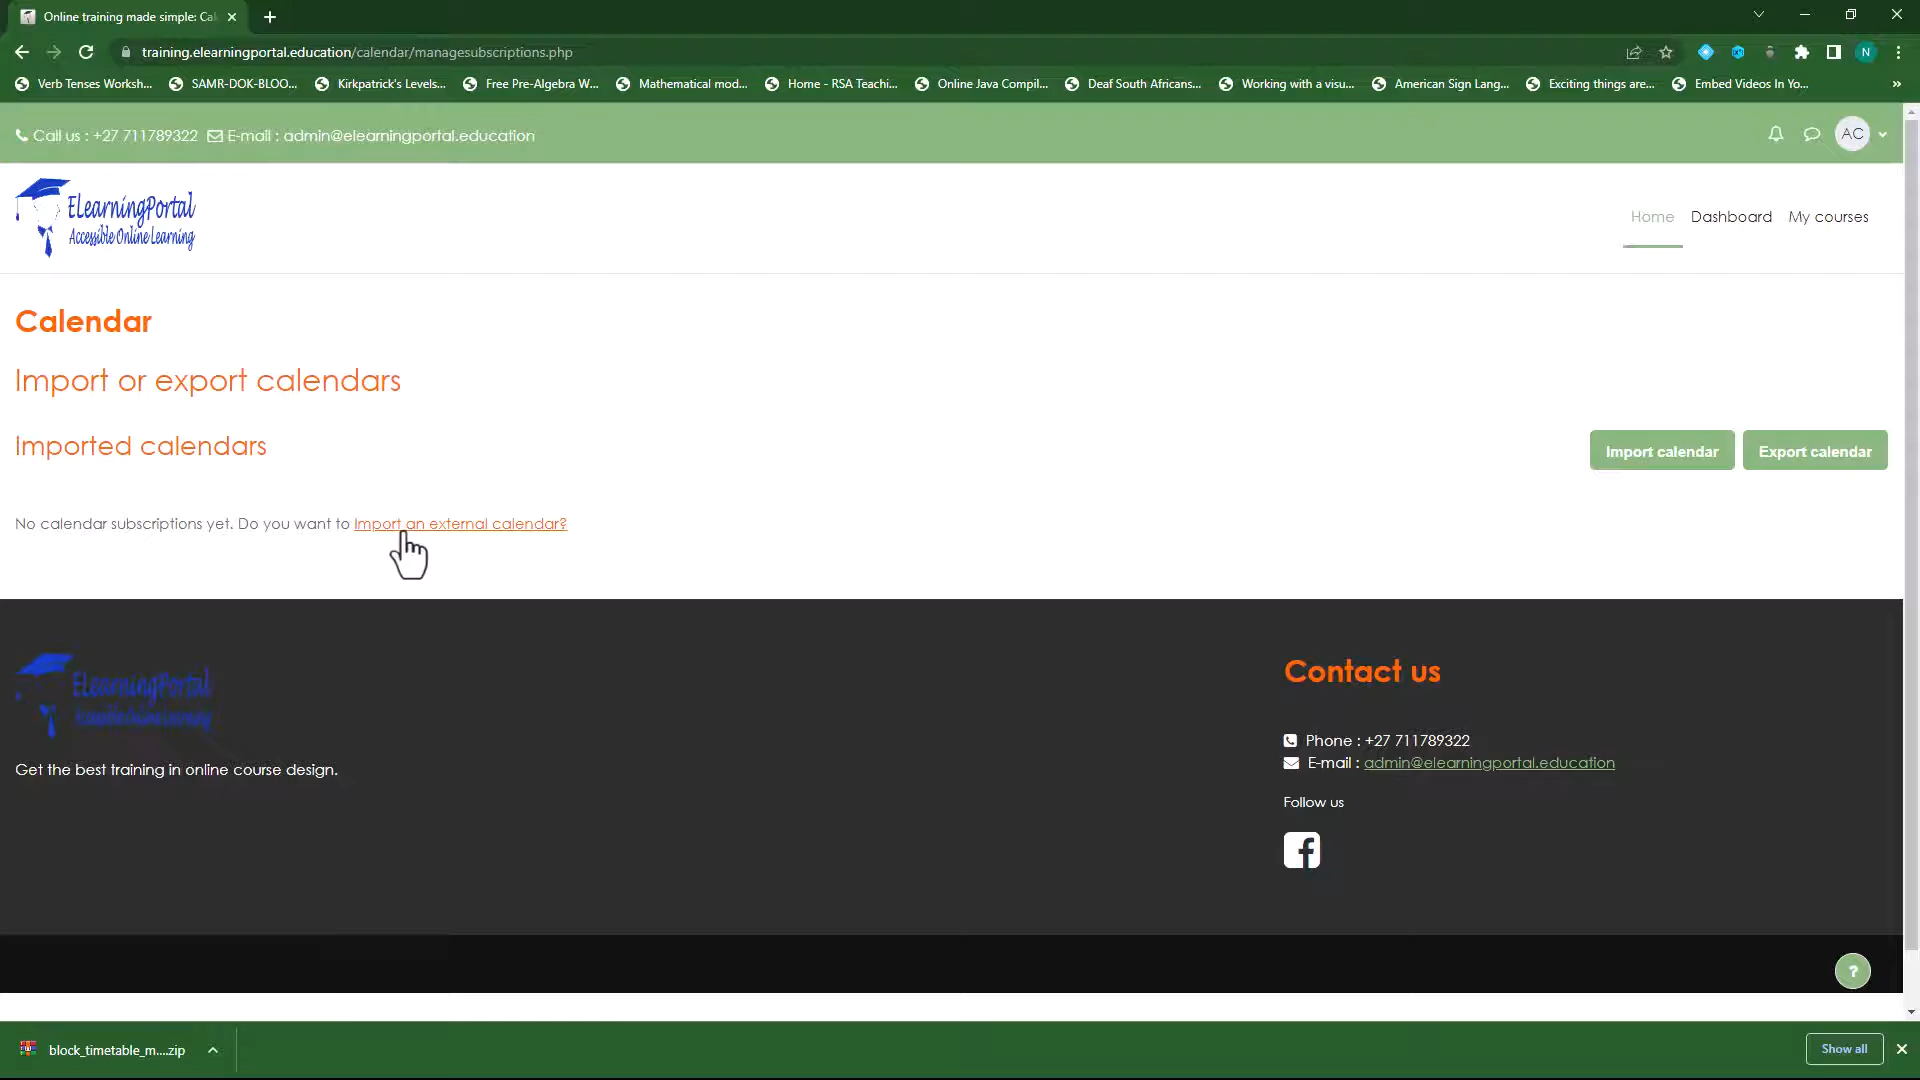 Online training made simple: Cal
training.elearningportal.education/calendar/managesubscriptions.php
N
Verb Tenses Worksh... SAMR-DOK-BLOO... Kirkpatrick's Levels... Free Pre-Algebra W... Mathematical mod... Home - RSA Teachi... Online Java Compil... Deaf South Africans... Working with a visu... American Sign Lang... Exciting things are... Embed Videos In Yo... »
Call us : +27 711789322 E-mail : admin@elearningportal.education
AC
ElearningPortal
Accessible Online Learning
Home Dashboard My courses
Calendar
Import or export calendars
Imported calendars
Import calendar Export calendar
No calendar subscriptions yet. Do you want to Import an external calendar?
ElearningPortal
Accessible Online Learning
Get the best training in online course design.
Contact us
Phone : +27 711789322
E-mail : admin@elearningportal.education
Follow us
?
block_timetable_m....zip
Show all